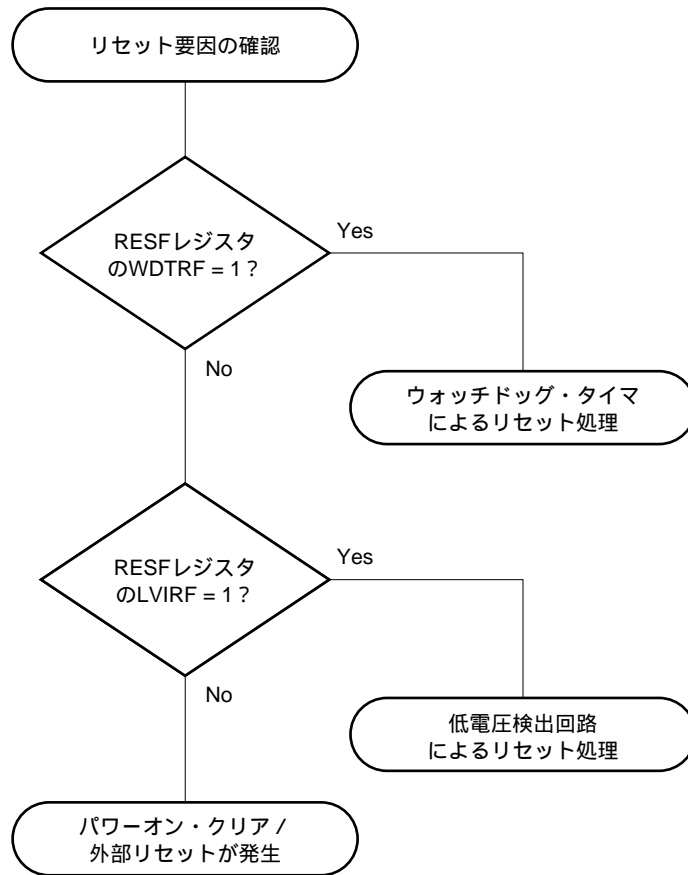 リセット要因の確認
RESFレジスタ
のWDTRF = 1？
Yes
No
ウォッチドッグ・タイマ
によるリセット処理
RESFレジスタ
のLVIRF = 1？
Yes
No
低電圧検出回路
によるリセット処理
パワーオン・クリア /
外部リセットが発生